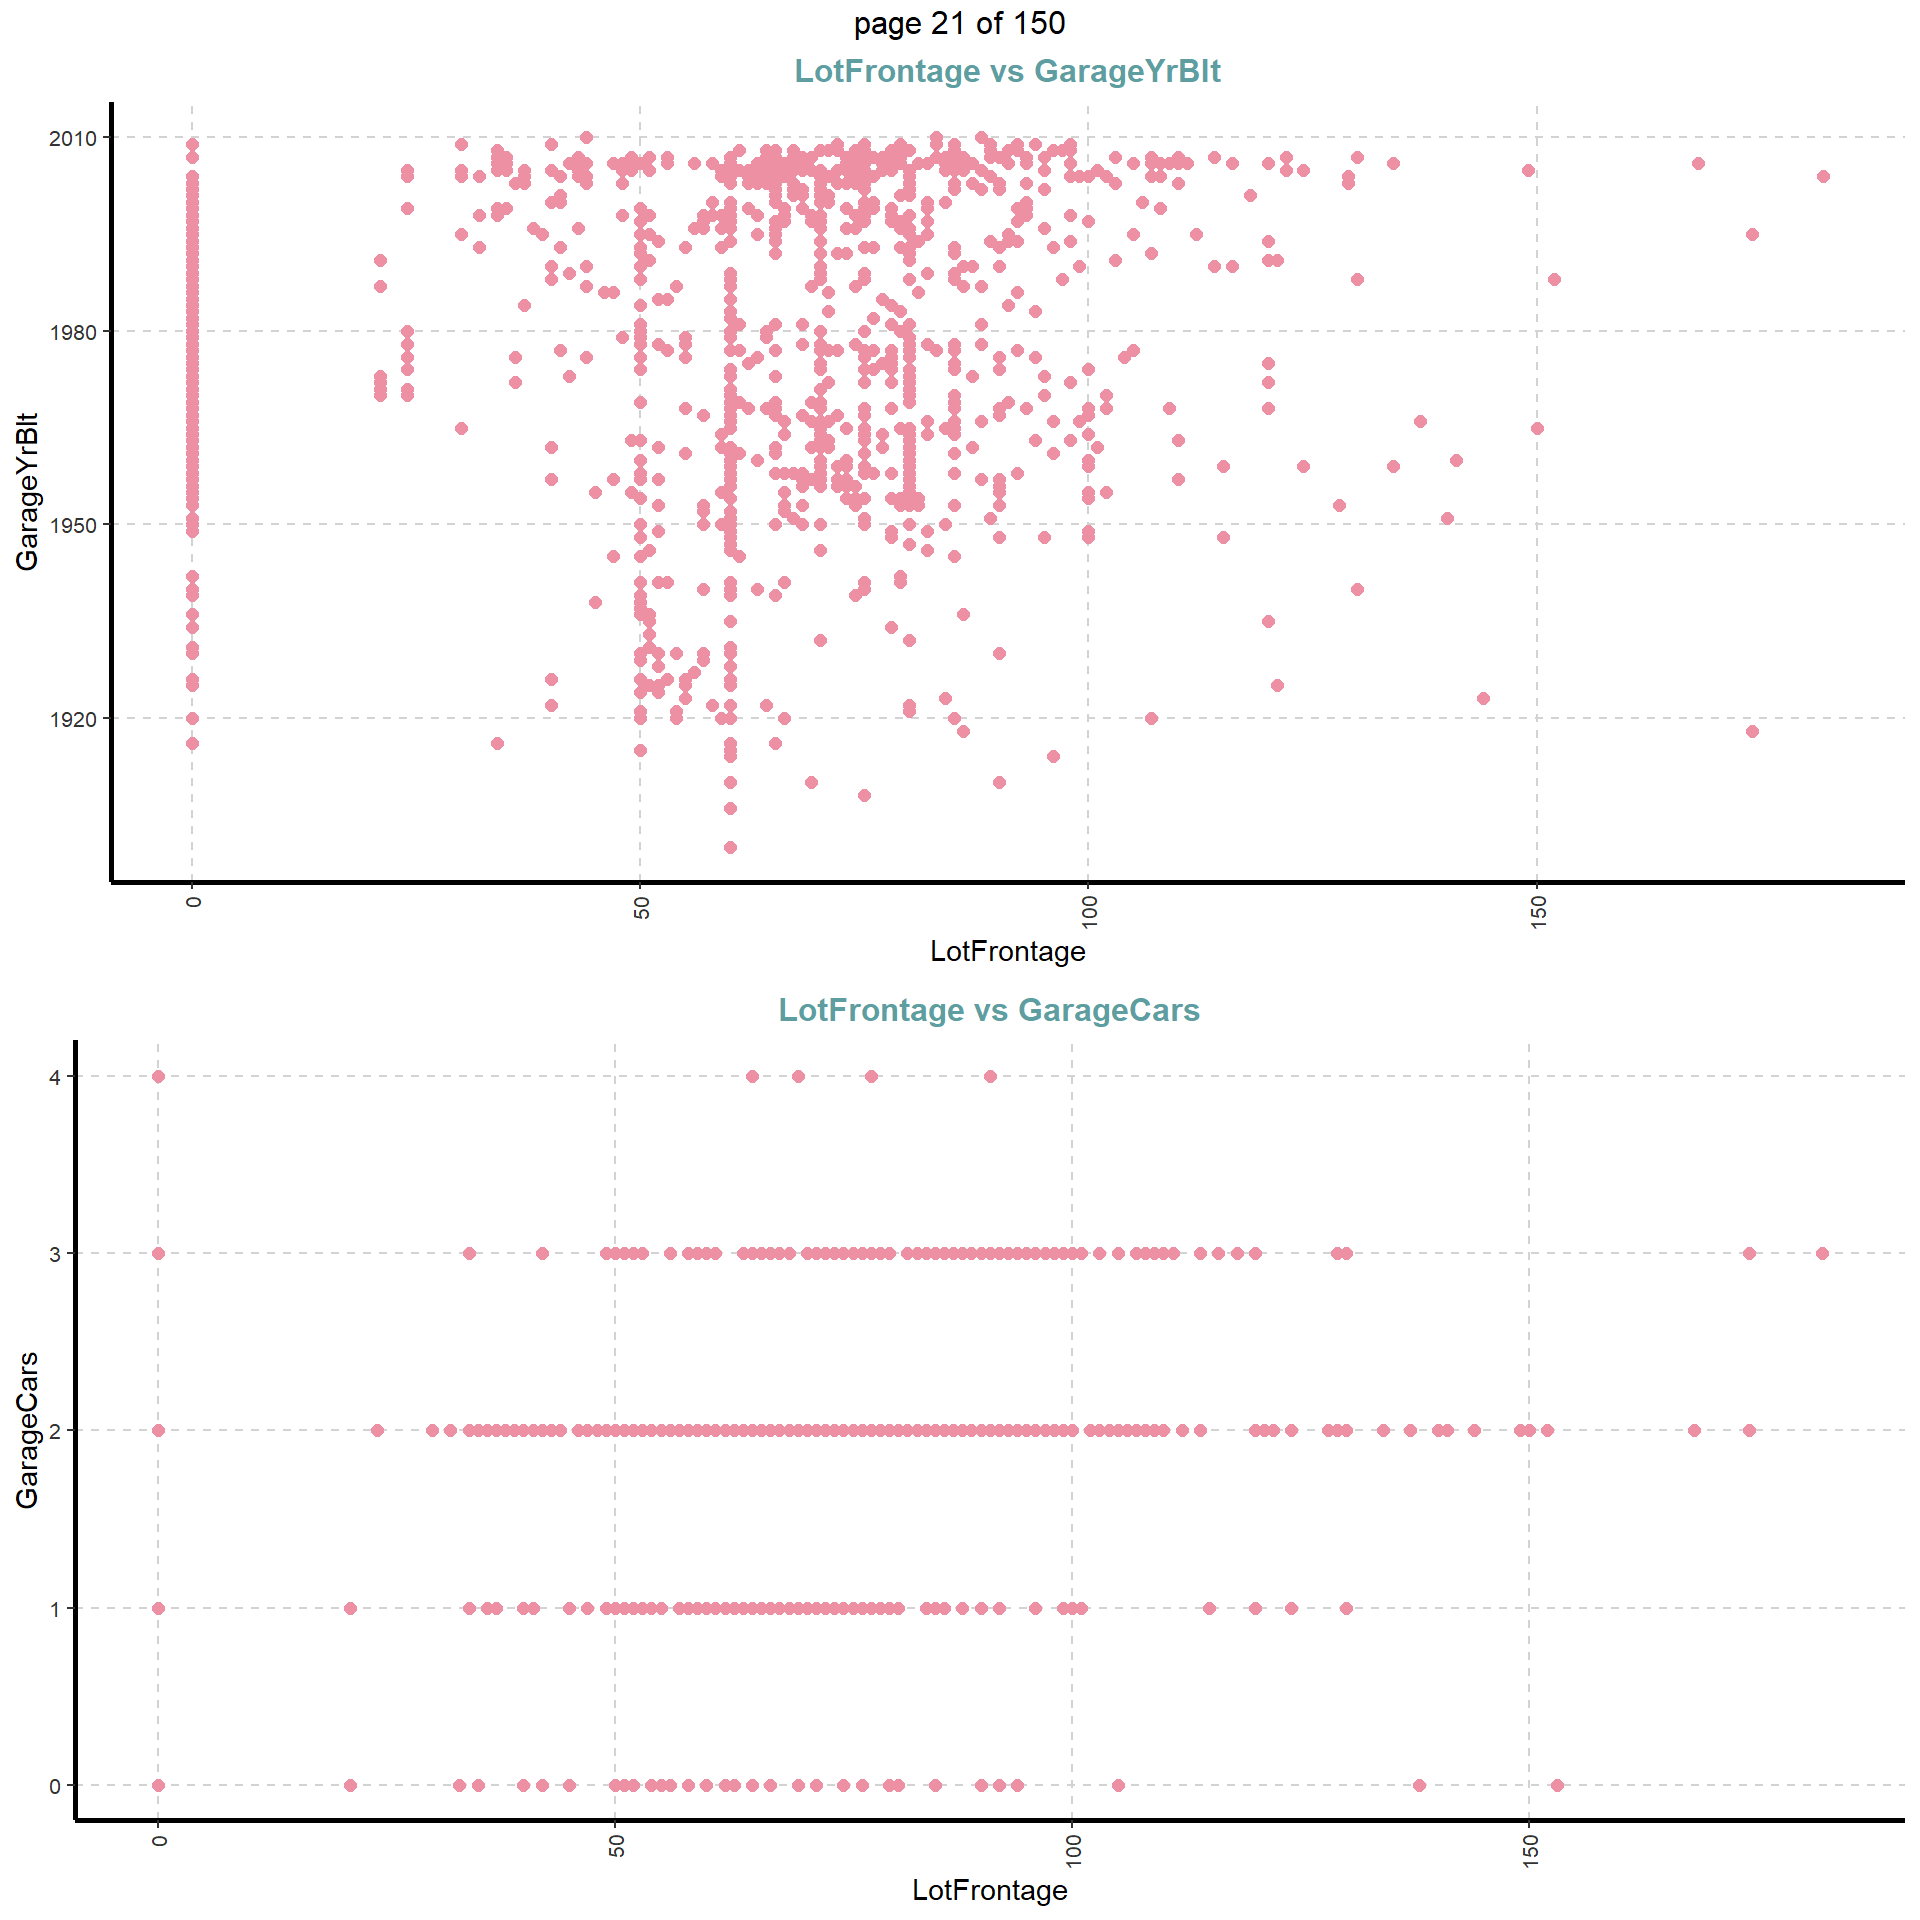 page 21 of 150
LotFrontage vs GarageYrBlt
2010
1980
1950
1920
GarageYrBlt
0
50
100
150
LotFrontage
LotFrontage vs GarageCars
4
3
2
1
0
GarageCars
0
50
100
150
LotFrontage